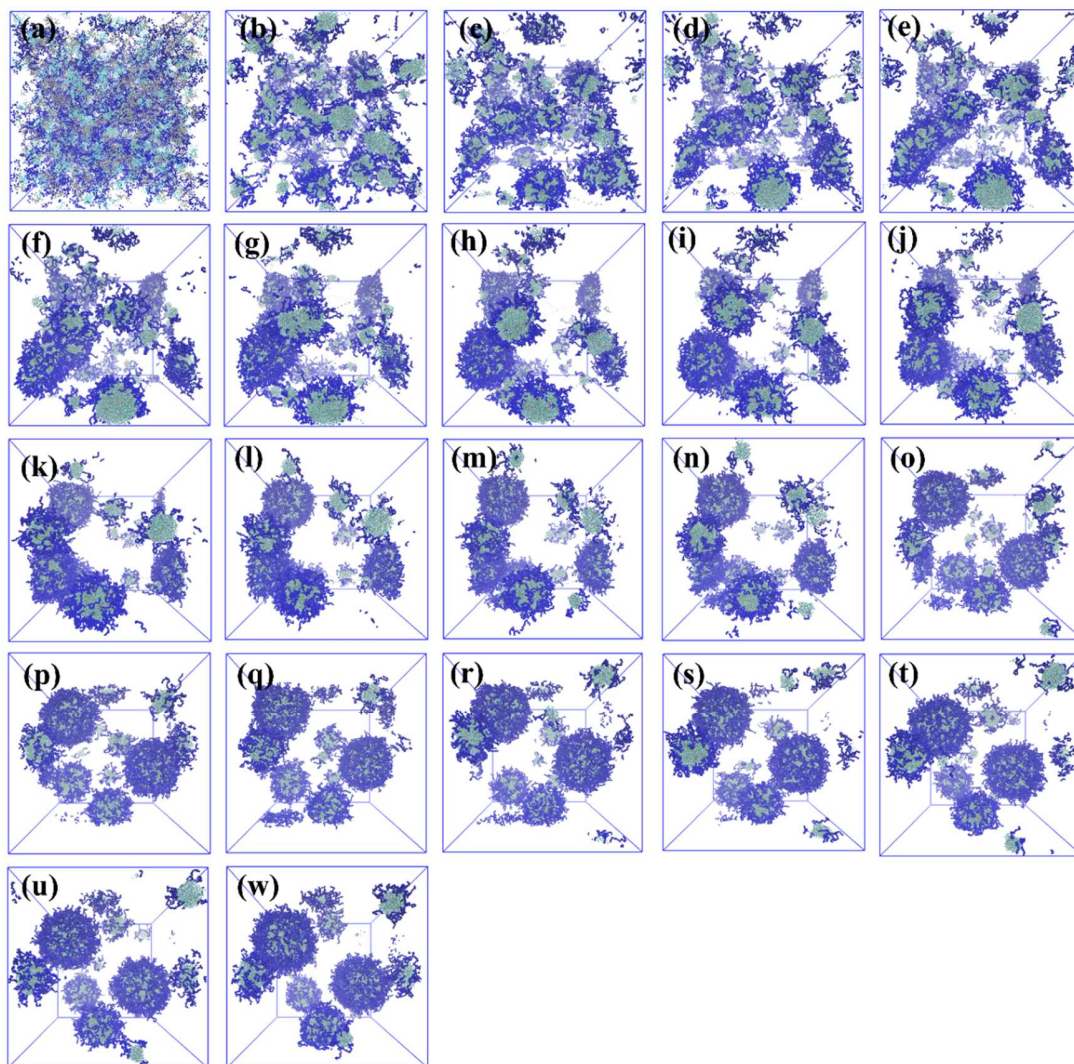 (a) (b) (c) (d) (e)
(f) (g) (h) (i) (j)
(k) (l) (m) (n) (o)
(p) (q) (r) (s) (t)
(u) (w)